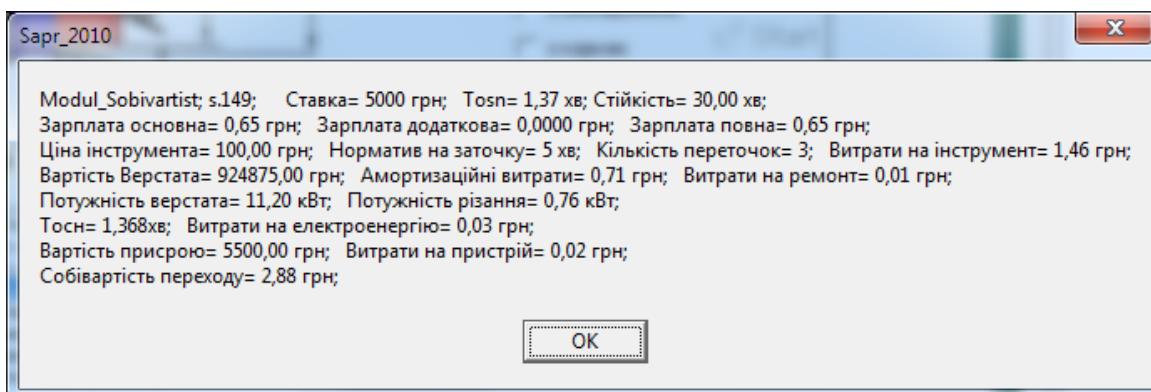 Sapr_2010
Modul_Sobivartist; s.149; Ставка= 5000 грн; Tosn= 1,37 хв; Стійкість= 30,00 хв;
Зарплата основна= 0,65 грн; Зарплата додаткова= 0,0000 грн; Зарплата повна= 0,65 грн;
Ціна інструмента= 100,00 грн; Норматив на заточку= 5 хв; Кількість переточок= 3; Витрати на інструмент= 1,46 грн;
Вартість Верстата= 924875,00 грн; Амортизаційні витрати= 0,71 грн; Витрати на ремонт= 0,01 грн;
Потужність верстата= 11,20 кВт; Потужність різання= 0,76 кВт;
Тосн= 1,368хв; Витрати на електроенергію= 0,03 грн;
Вартість присрою= 5500,00 грн; Витрати на пристрій= 0,02 грн;
Собівартість переходу= 2,88 грн;
OK